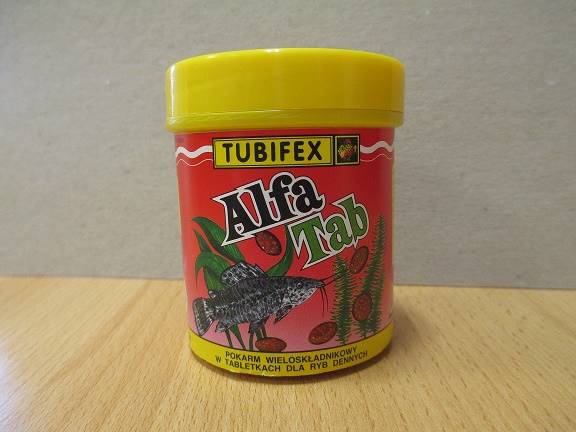 TUBIFEX
Alfa
Tab
POKARM WIELOSKŁADNIKOWY
W TABLETKACH DLA RYB DENNYCH